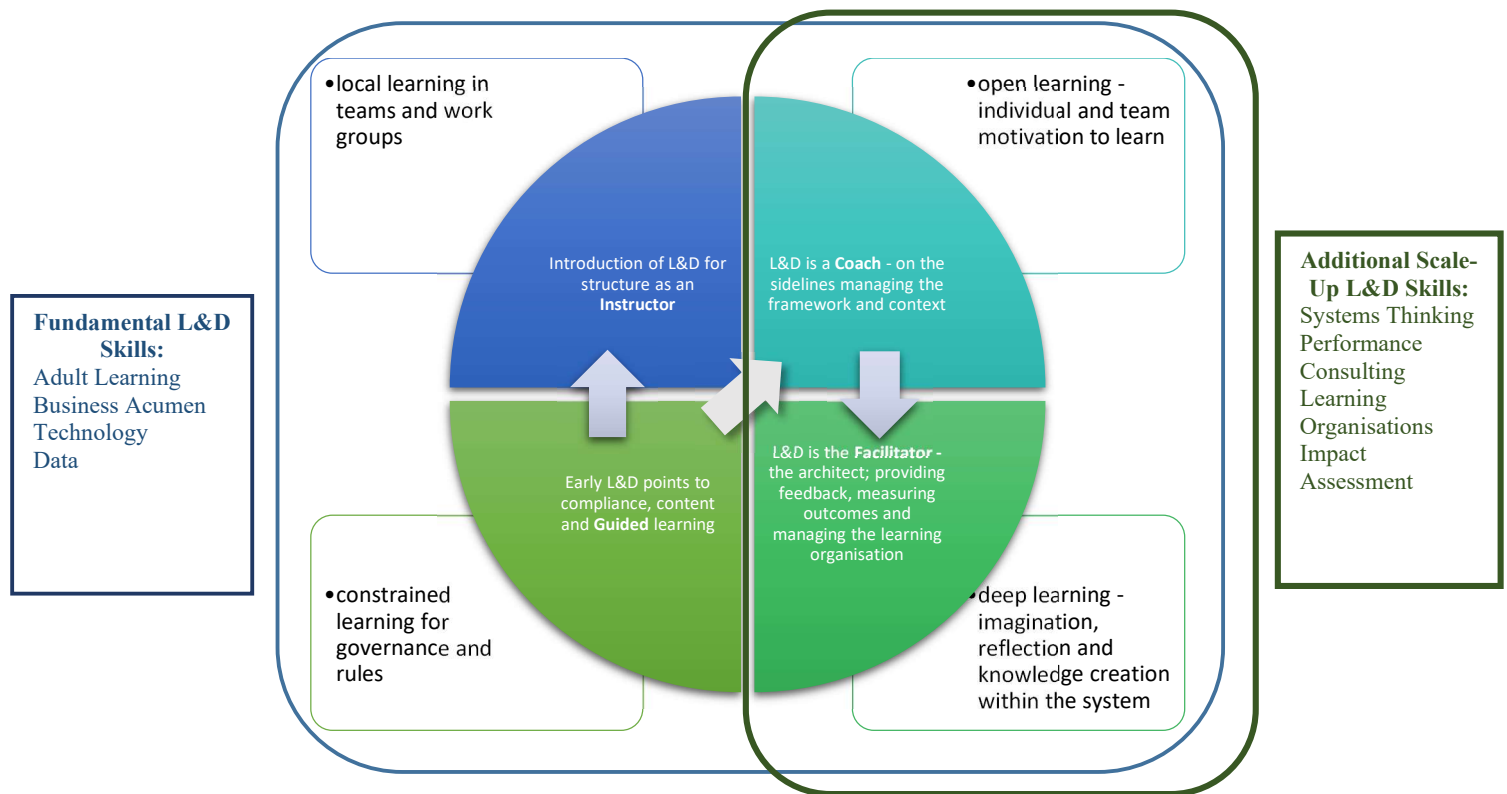 •local learning in
teams and work
groups
•open learning -
individual and team
motivation to learn
Introduction of L&D for
structure as an
Instructor
L&D is a Coach - on the
sidelines managing the
framework and context
Fundamental L&D
Skills:
Adult Learning
Business Acumen
Technology
Data
Additional Scale-
Up L&D Skills:
Systems Thinking
Performance
Consulting
Learning
Organisations
Impact
Assessment
Early L&D points to
compliance, content
and Guided learning
L&D is the Facilitator -
the architect; providing
feedback, measuring
outcomes and
managing the learning
organisation
•constrained
learning for
governance and
rules
•deep learning -
imagination,
reflection and
knowledge creation
within the system